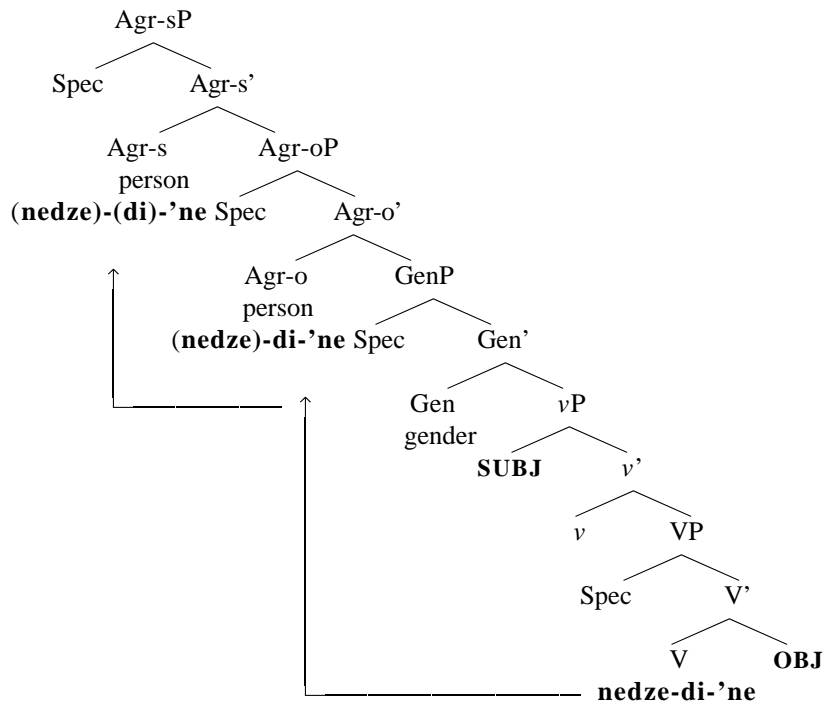 Agr-sP
Spec Agr-s’
Agr-s Agr-oP
person
(nedze)-(di)-’ne Spec Agr-o’
Agr-o GenP
person
(nedze)-di-’ne Spec Gen’
Gen vP
gender
SUBJ v’
v VP
Spec V’
V OBJ
nedze-di-’ne